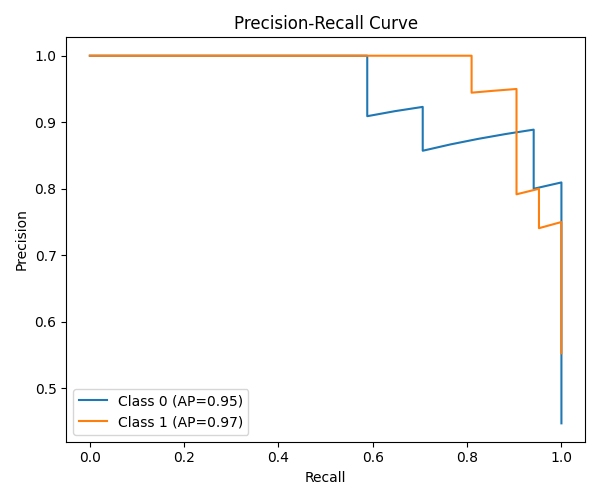 Precision-Recall Curve
1.0
0.9
0.8
0.7
0.6
0.5
Precision
Class 0 (AP=0.95)
Class 1 (AP=0.97)
0.0 0.2 0.4 0.6 0.8 1.0
Recall